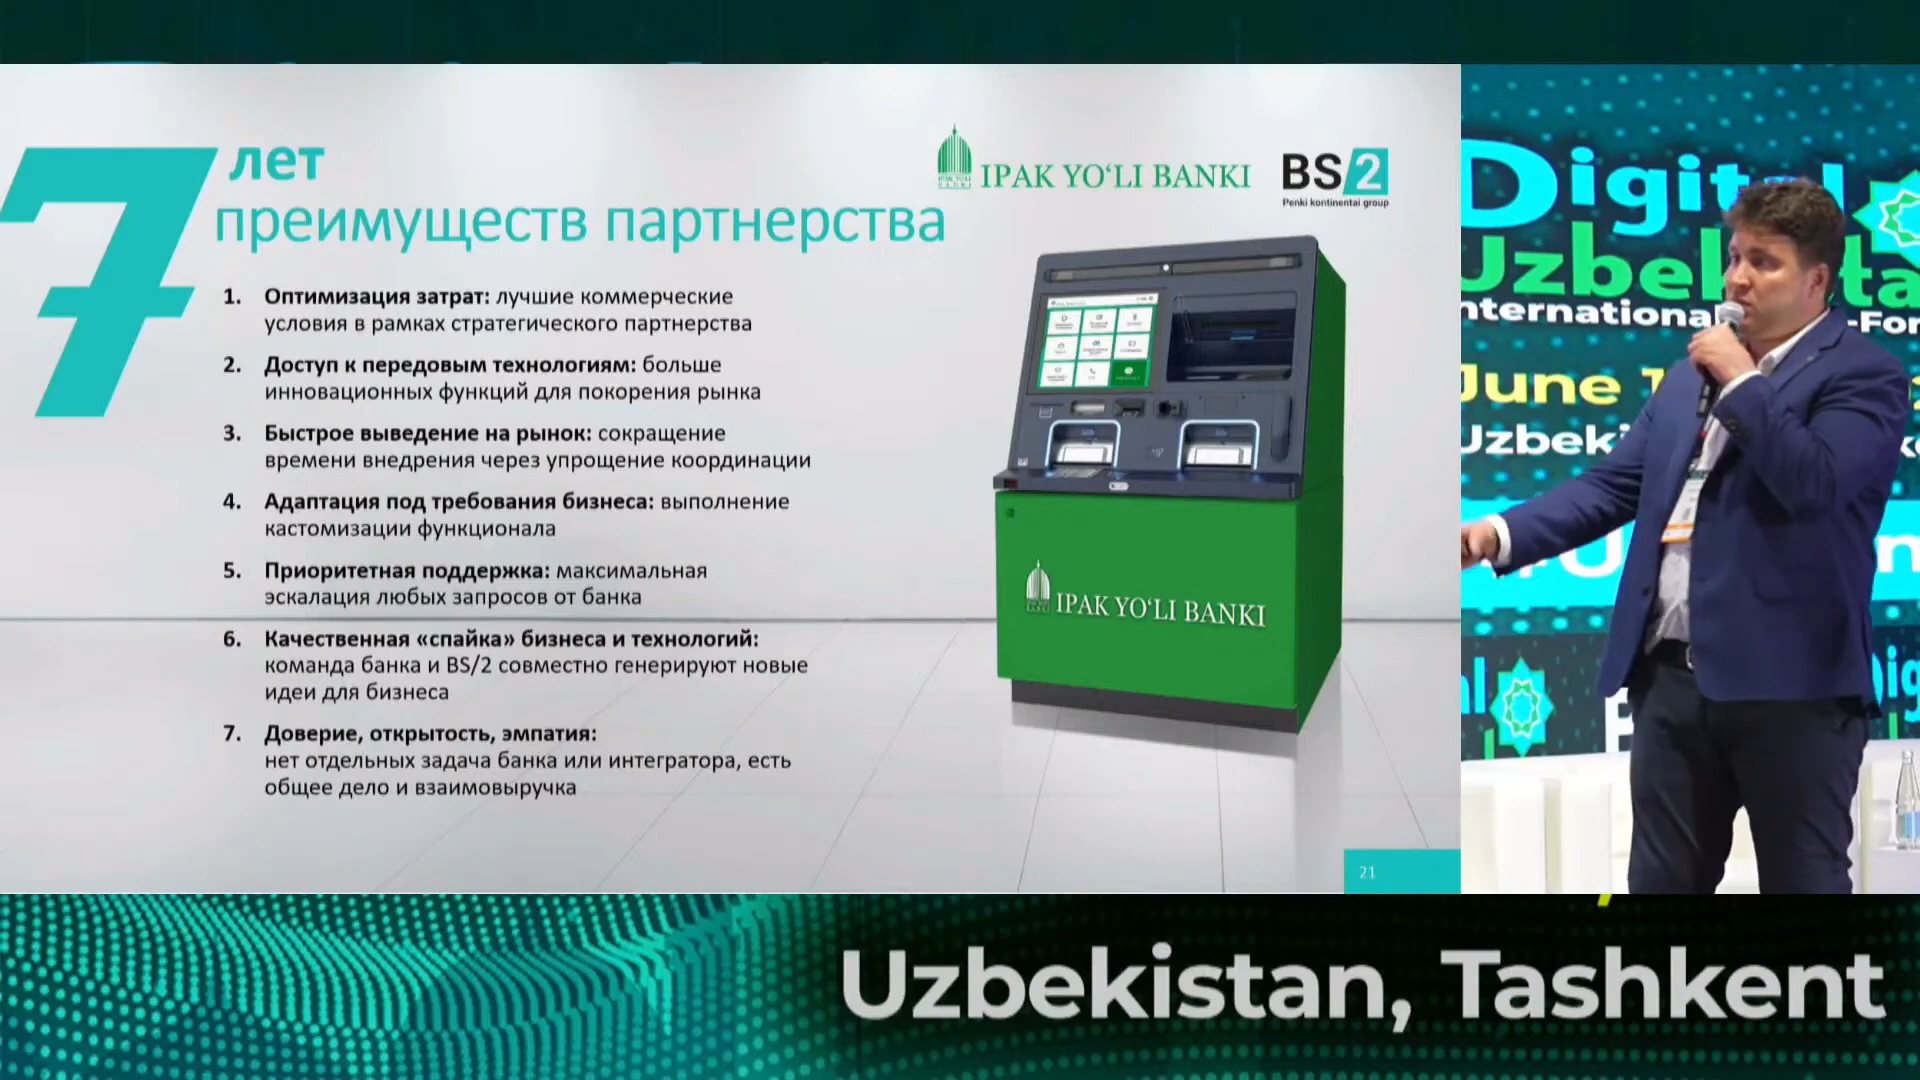 7 лет
преимуществ партнерства
IPAK YO‘LI BANKI
BS/2
Penki kontinentai group
1. Оптимизация затрат: лучшие коммерческие
условия в рамках стратегического партнерства
2. Доступ к передовым технологиям: больше
инновационных функций для покорения рынка
3. Быстрое выведение на рынок: сокращение
времени внедрения через упрощение координации
4. Адаптация под требования бизнеса: выполнение
кастомизации функционала
5. Приоритетная поддержка: максимальная
эскалация любых запросов от банка
6. Качественная «спайка» бизнеса и технологий:
команда банка и BS/2 совместно генерируют новые
идеи для бизнеса
7. Доверие, открытость, эмпатия:
нет отдельных задача банка или интегратора, есть
общее дело и взаимовыручка
IPAK YO‘LI BANKI
21
Digital
International
June
Uzbekistan, Tashkent